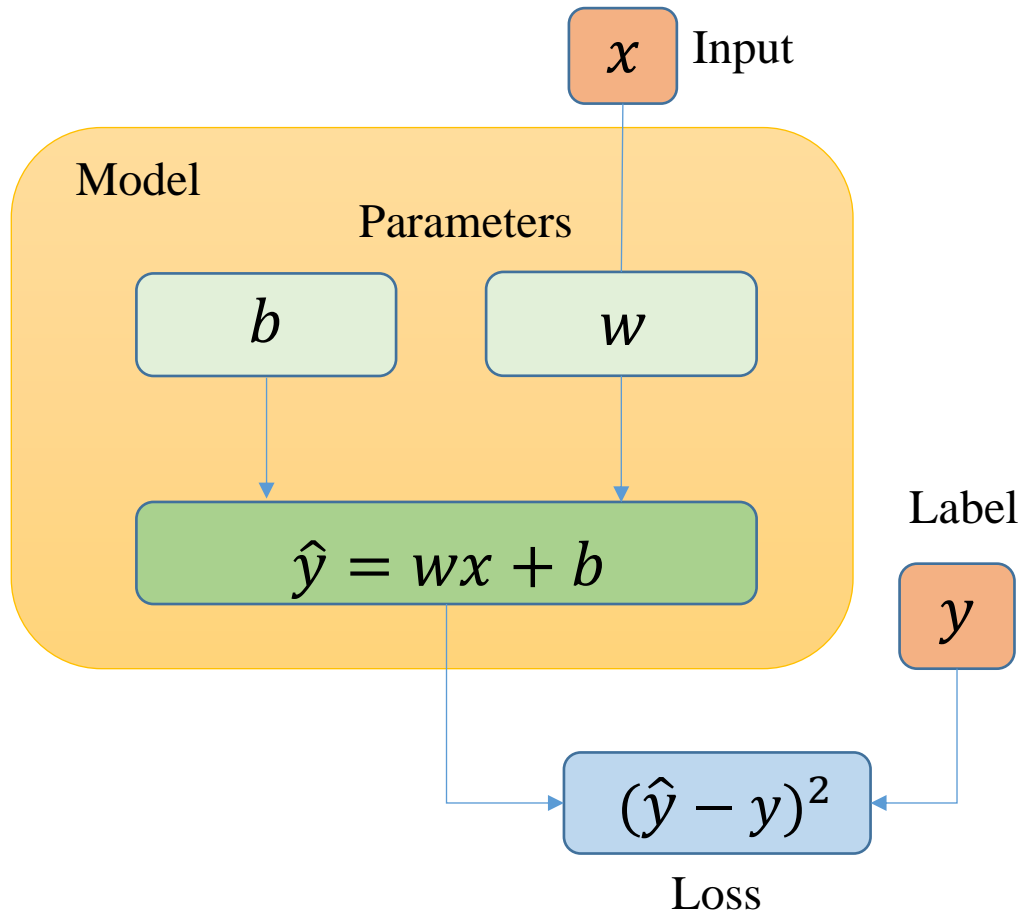 x Input
Model
Parameters
b w
ŷ = wx + b
Label
y
(ŷ − y)²
Loss